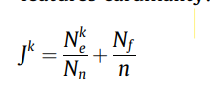 J^k = N_e^k / N_n + N_f / n